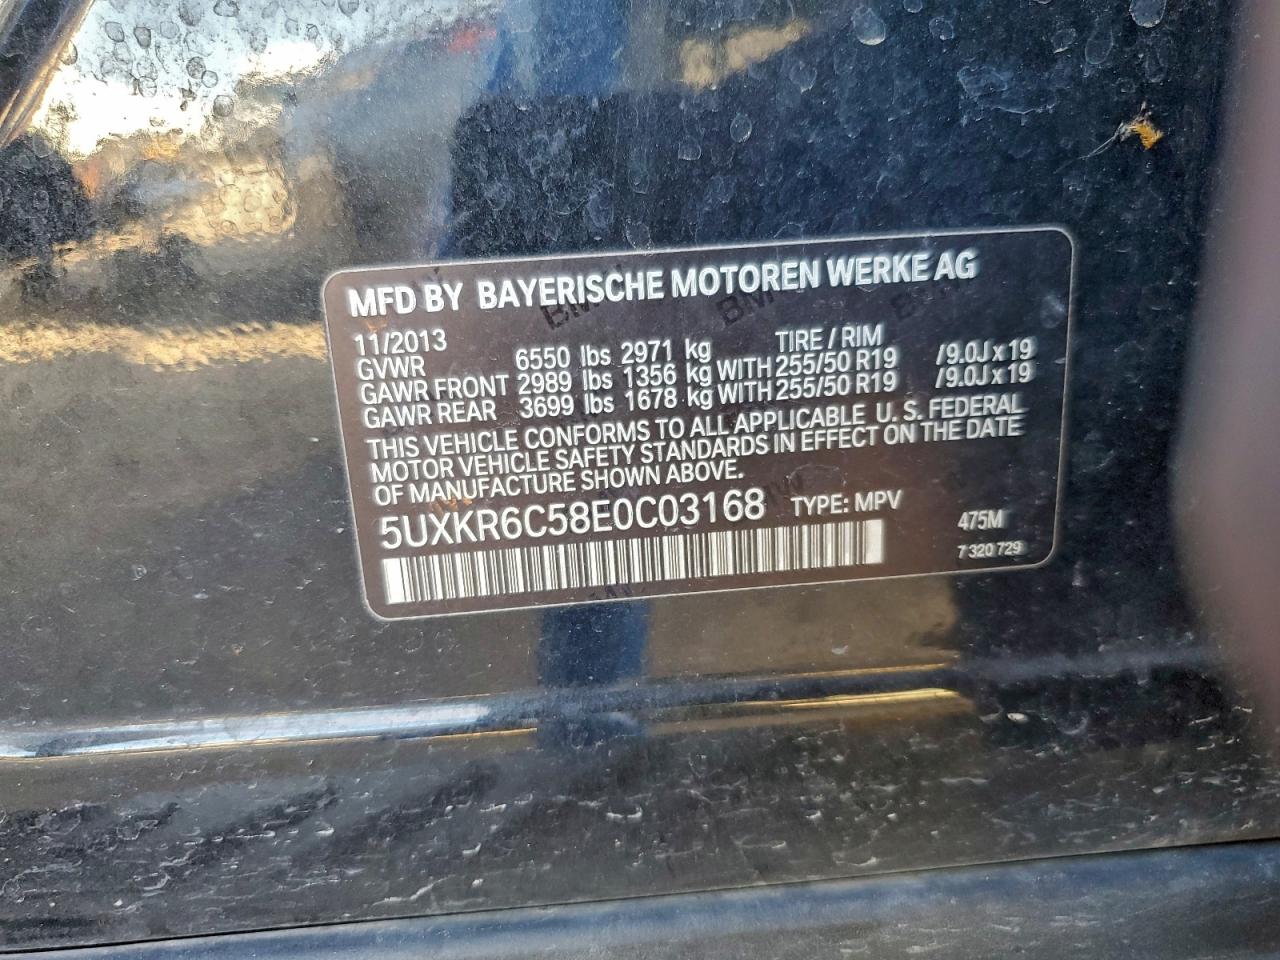 MFD BY BAYERISCHE MOTOREN WERKE AG
11/2013 TIRE / RIM
GVWR 6550 lbs 2971 kg
GAWR FRONT 2989 lbs 1356 kg WITH 255/50 R19 /9.0J x 19
GAWR REAR 3699 lbs 1678 kg WITH 255/50 R19 /9.0J x 19
THIS VEHICLE CONFORMS TO ALL APPLICABLE U. S. FEDERAL
MOTOR VEHICLE SAFETY STANDARDS IN EFFECT ON THE DATE
OF MANUFACTURE SHOWN ABOVE.
5UXKR6C58E0C03168 TYPE: MPV
475M
7 320 729